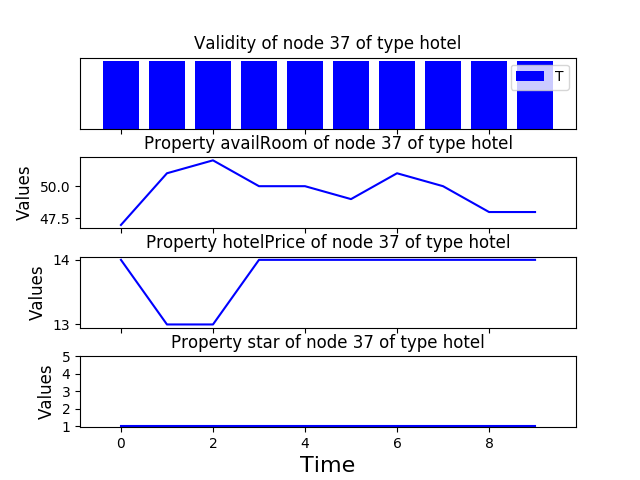 Validity of node 37 of type hotel
T
Property availRoom of node 37 of type hotel
Values
50.0
47.5
Property hotelPrice of node 37 of type hotel
Values
14
13
Property star of node 37 of type hotel
Values
5
4
3
2
1
0 2 4 6 8
Time